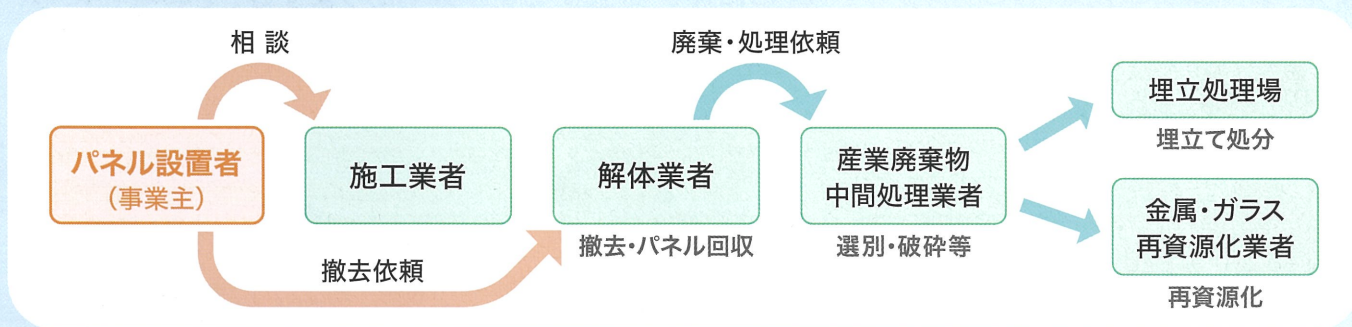 相談
廃棄・処理依頼
パネル設置者
（事業主）
施工業者
解体業者
撤去・パネル回収
産業廃棄物
中間処理業者
選別・破砕等
埋立処理場
埋立て処分
金属・ガラス
再資源化業者
再資源化
撤去依頼